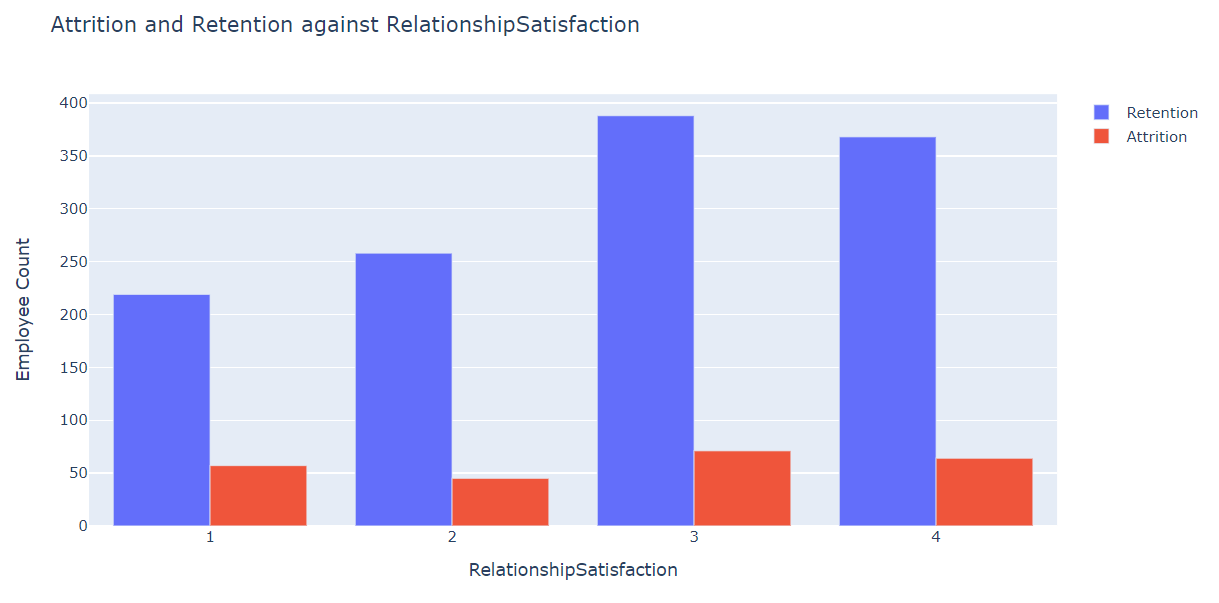 Attrition and Retention against RelationshipSatisfaction
Retention
Attrition
Employee Count
400
350
300
250
200
150
100
50
0
1 2 3 4
RelationshipSatisfaction